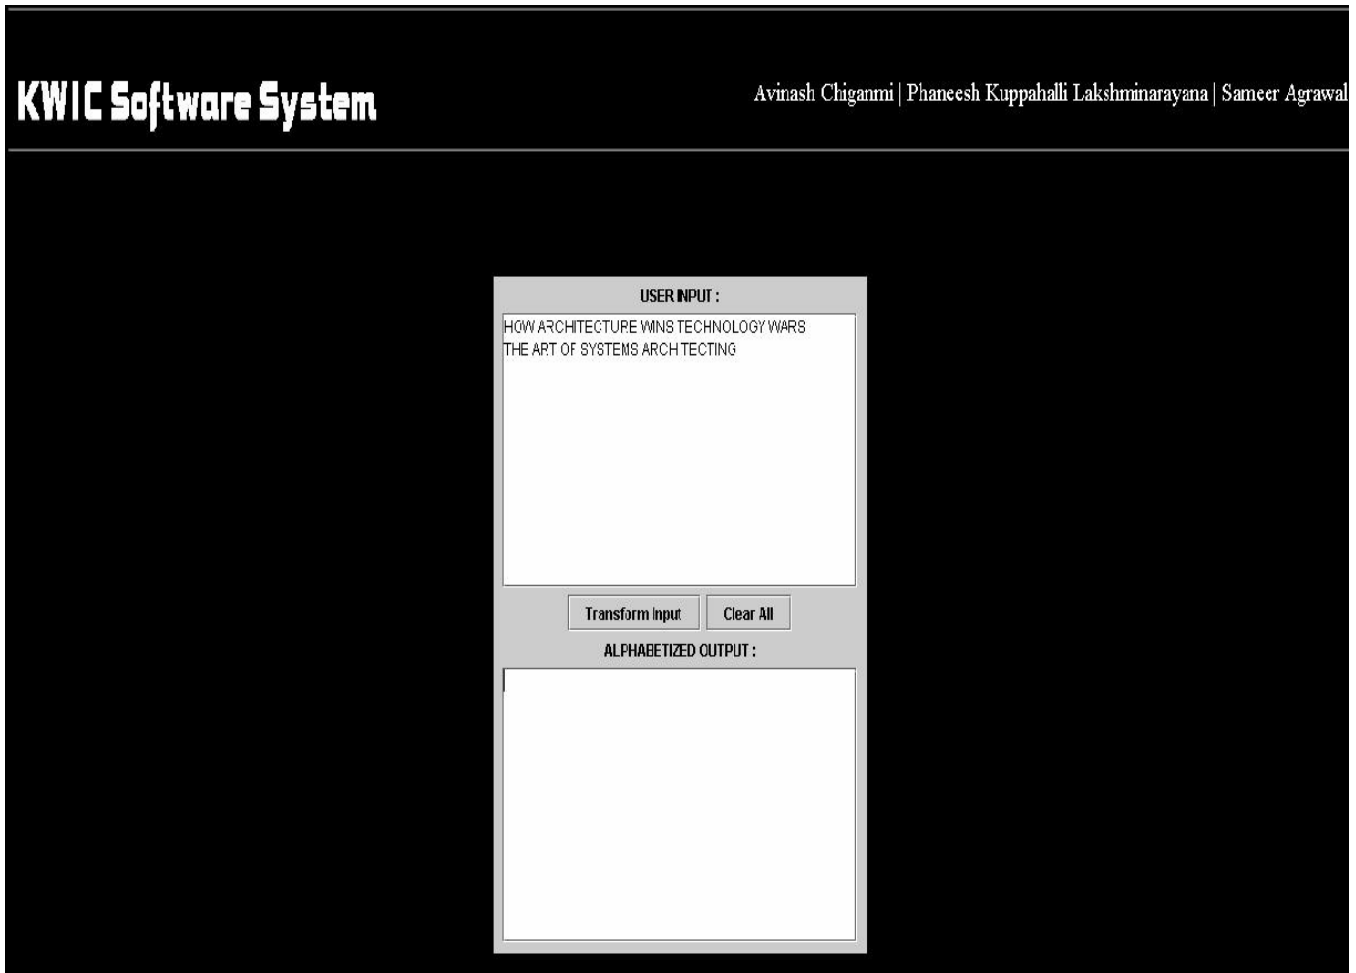 KWIC Software System
Avinash Chiganmi | Phaneesh Kuppahalli Lakshminarayana | Sameer Agrawal
USER INPUT :
HOW ARCHITECTURE WINS TECHNOLOGY WARS
THE ART OF SYSTEMS ARCHITECTING
Transform Input
Clear All
ALPHABETIZED OUTPUT :